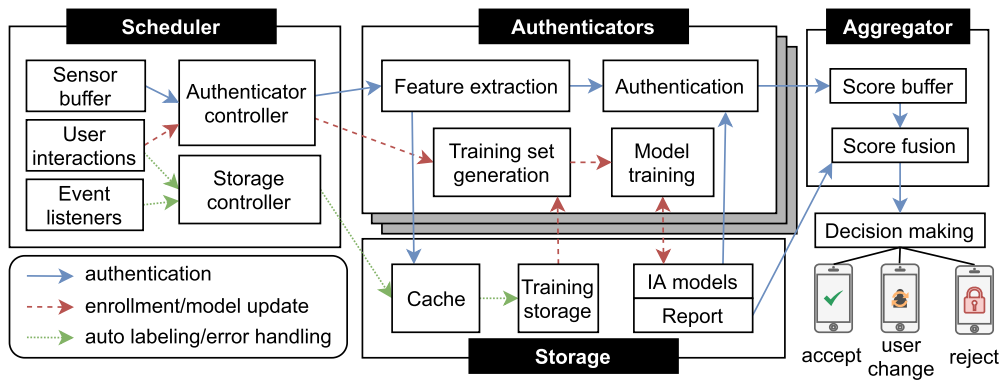 Scheduler
Authenticators
Aggregator
Sensor
buffer
Authenticator
controller
User
interactions
Event
listeners
Storage
controller
Feature extraction
Authentication
Training set
generation
Model
training
Score buffer
Score fusion
Decision making
accept
user
change
reject
authentication
enrollment/model update
auto labeling/error handling
Cache
Training
storage
IA models
Report
Storage